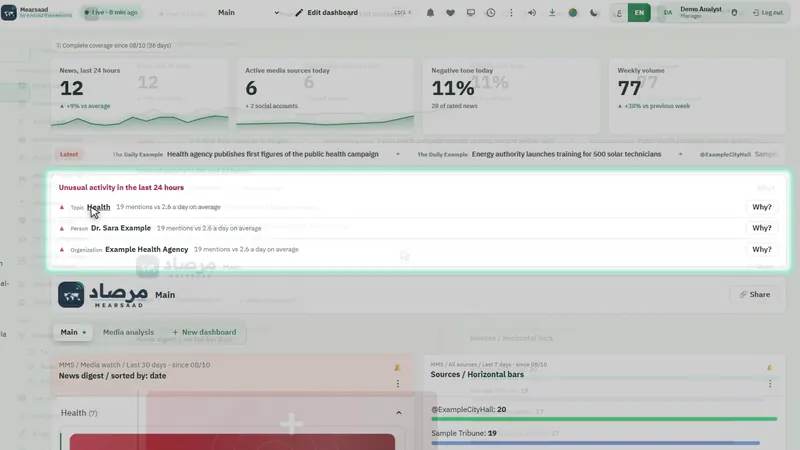 Mearsaad
Live · 8 min ago
Main
Edit dashboard
Ctrl
EN
DA
Demo Analyst
Manager
Log out
Complete coverage since 08/10 (36 days)
News, last 24 hours
12
+9% vs average
Active media sources today
6
+ 2 social accounts
Negative tone today
11%
28 of rated news
Weekly volume
77
vs previous week
Latest
The Daily Example Health agency publishes first figures of the public health campaign
The Daily Example Energy authority launches training for 500 solar technicians
@ExampleCityHall
Unusual activity in the last 24 hours
Topic Health 19 mentions vs 2.6 a day on average Why?
Person Dr. Sara Example 19 mentions vs 2.6 a day on average Why?
Organization Example Health Agency 19 mentions vs 2.6 a day on average Why?
مرصاد
MEARSAAD
Main
Share
Main
Media analysis
+ New dashboard
MMS / Media watch / Last 30 days · since 08/10
News digest / sorted by: date
Health (7)
MMS / All sources / Last 7 days · since 08/10
Sources / Horizontal bars
@ExampleCityHall: 20
Sample Tribune: 19